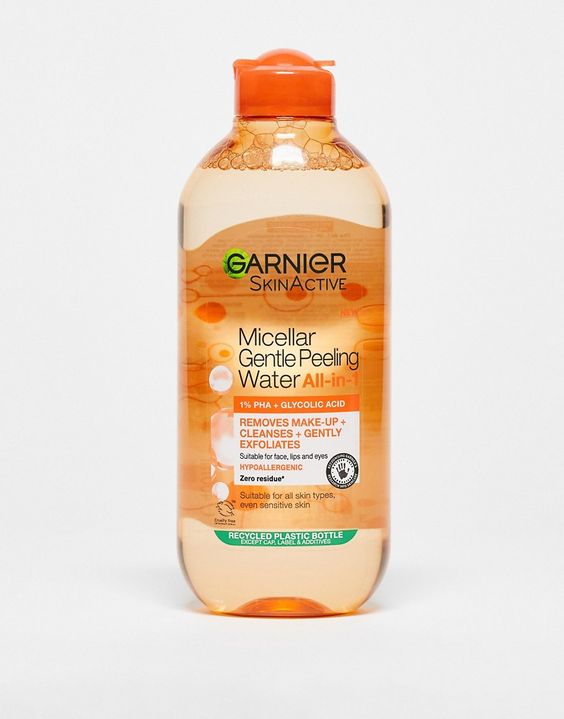 GARNIER
SKINACTIVE
NEW
Micellar
Gentle Peeling
Water All-in-1
1% PHA + GLYCOLIC ACID
REMOVES MAKE-UP +
CLEANSES + GENTLY
EXFOLIATES
Suitable for face, lips and eyes
HYPOALLERGENIC
Zero residue*
Suitable for all skin types,
even sensitive skin
Cruelty free
RECYCLED PLASTIC BOTTLE
EXCEPT CAP, LABEL & ADDITIVES